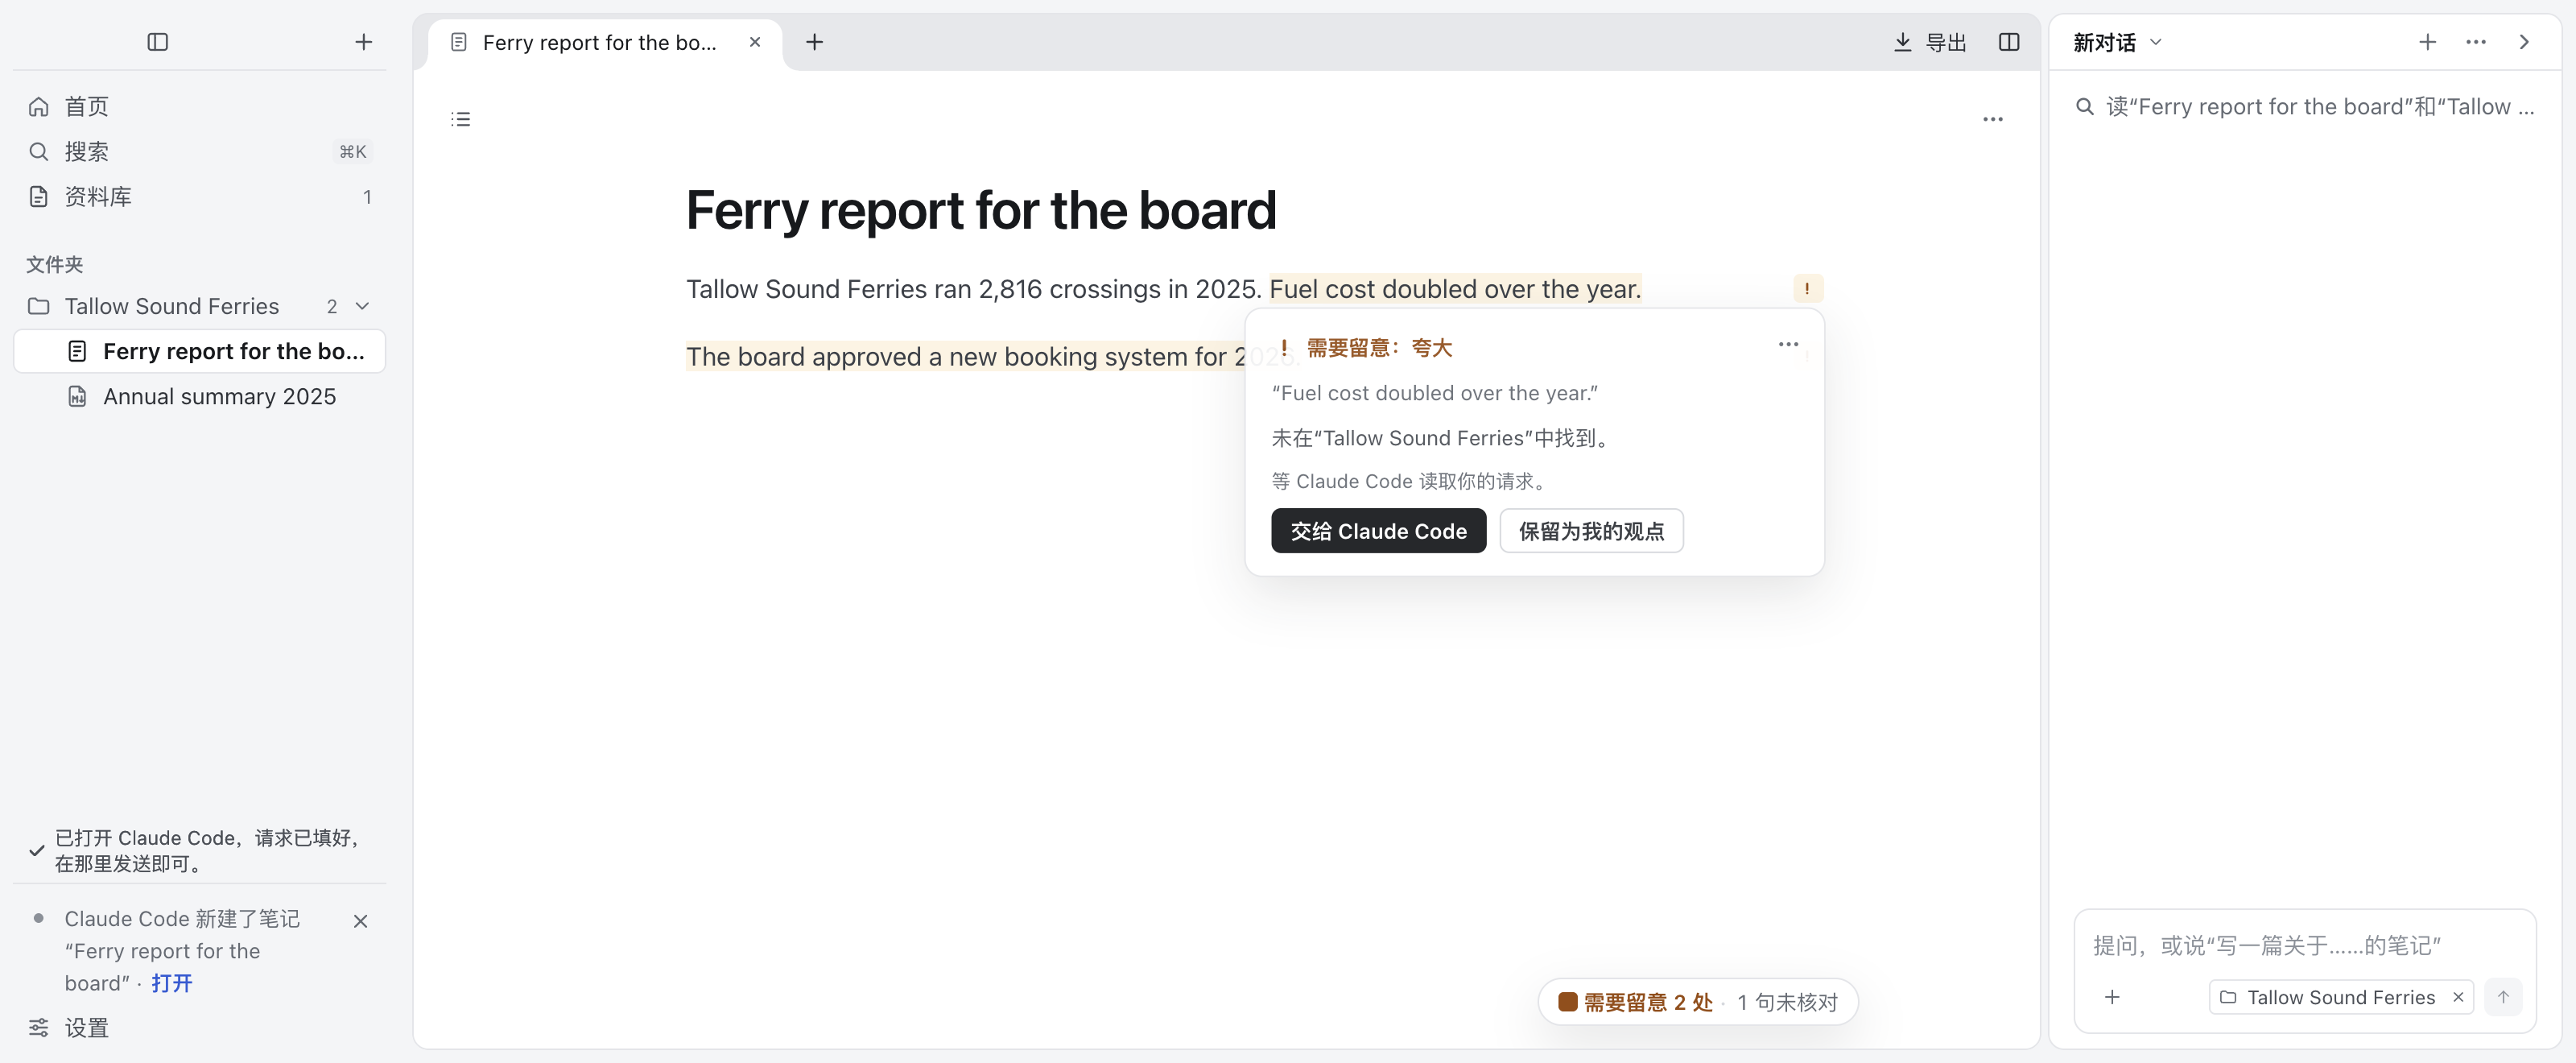 首页
搜索 ⌘K
资料库 1
文件夹
Tallow Sound Ferries 2
Ferry report for the bo...
Annual summary 2025
已打开 Claude Code，请求已填好，
在那里发送即可。
Claude Code 新建了笔记
“Ferry report for the
board” · 打开
设置
Ferry report for the bo...
导出
Ferry report for the board
Tallow Sound Ferries ran 2,816 crossings in 2025. Fuel cost doubled over the year. !
The board approved a new booking system for 2026.
! 需要留意：夸大
“Fuel cost doubled over the year.”
未在“Tallow Sound Ferries”中找到。
等 Claude Code 读取你的请求。
交给 Claude Code 保留为我的观点
需要留意 2 处 · 1 句未核对
新对话
读“Ferry report for the board”和“Tallow ...
提问，或说“写一篇关于……的笔记”
Tallow Sound Ferries